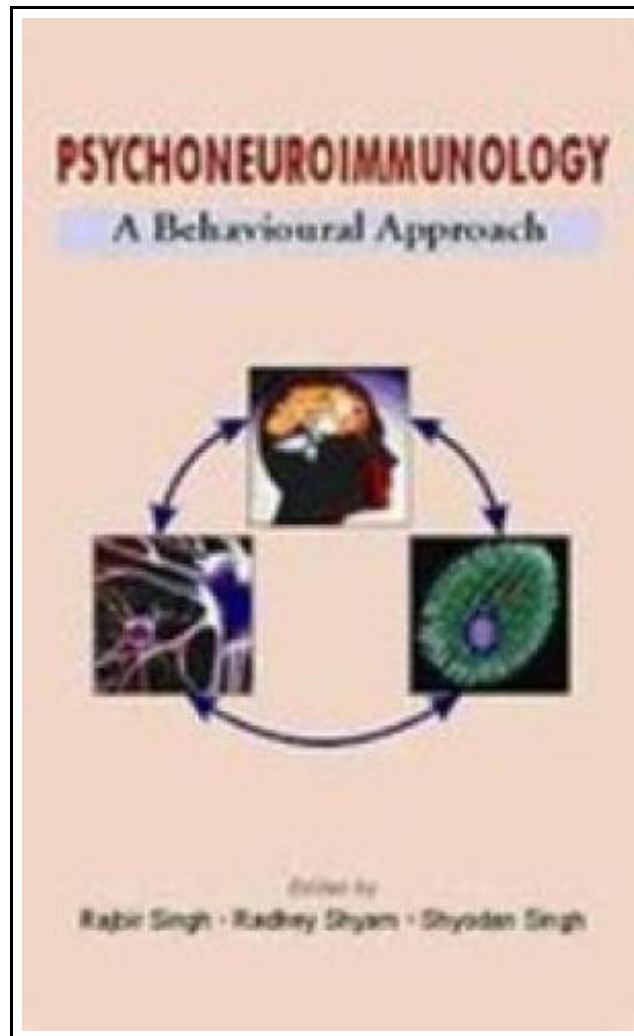 PSYCHONEUROIMMUNOLOGY
A Behavioural Approach
Edited by
Rajbir Singh · Radhey Shyam · Shyodan Singh